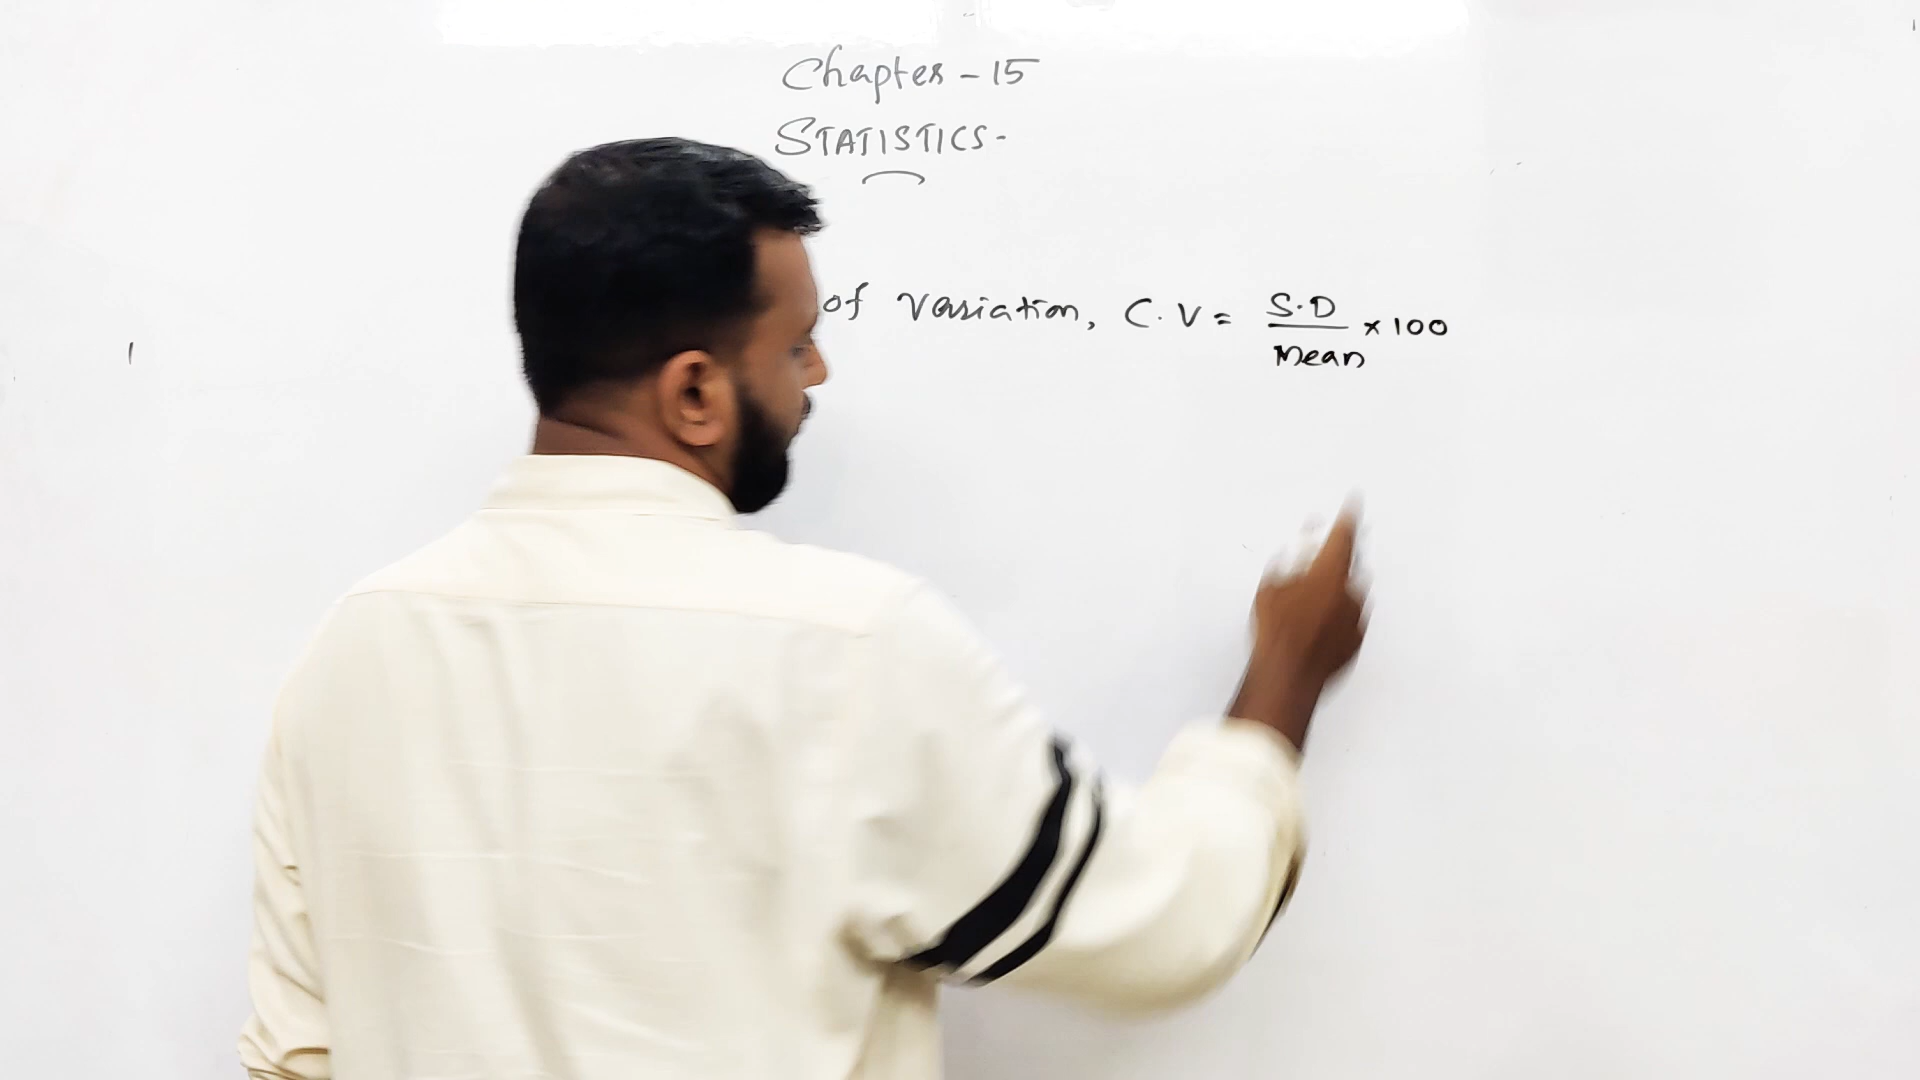 Chapter - 15
STATISTICS -
of Variation, C.V = S.D / Mean × 100